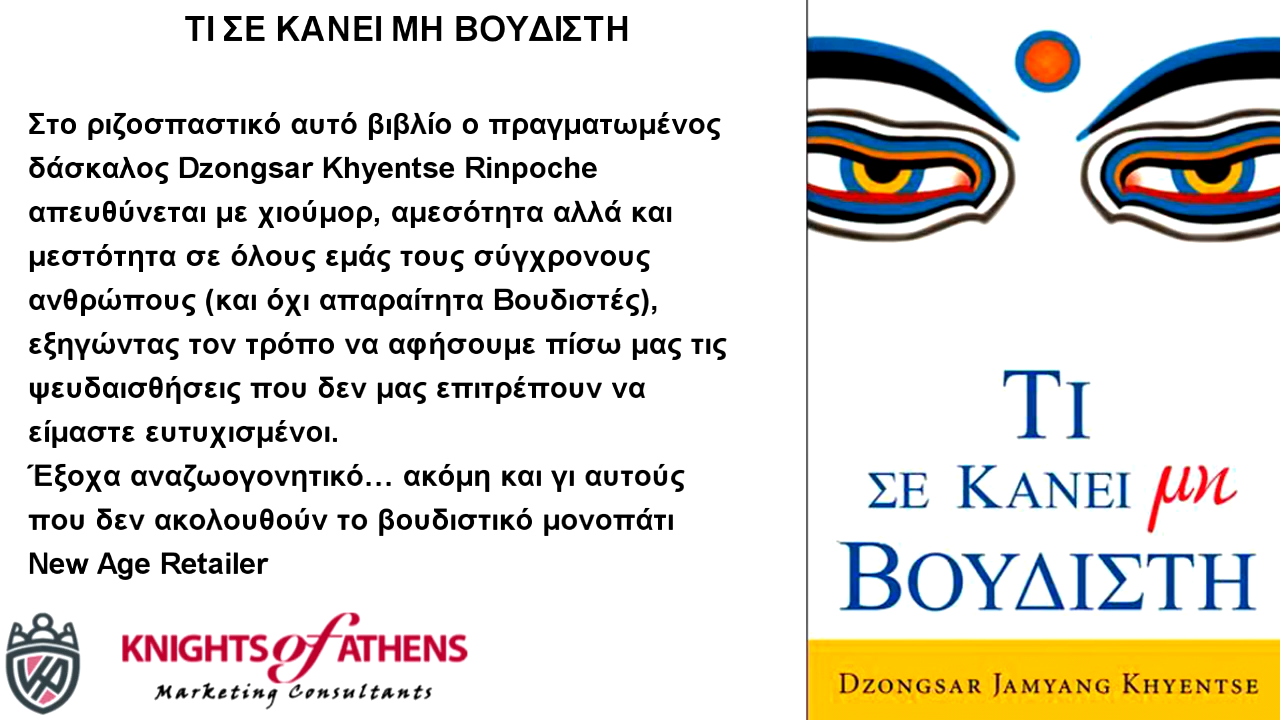 ΤΙ ΣΕ ΚΑΝΕΙ ΜΗ ΒΟΥΔΙΣΤΗ
Στο ριζοσπαστικό αυτό βιβλίο ο πραγματωμένος
δάσκαλος Dzongsar Khyentse Rinpoche
απευθύνεται με χιούμορ, αμεσότητα αλλά και
μεστότητα σε όλους εμάς τους σύγχρονους
ανθρώπους (και όχι απαραίτητα Βουδιστές),
εξηγώντας τον τρόπο να αφήσουμε πίσω μας τις
ψευδαισθήσεις που δεν μας επιτρέπουν να
είμαστε ευτυχισμένοι.
Έξοχα αναζωογονητικό… ακόμη και γι αυτούς
που δεν ακολουθούν το βουδιστικό μονοπάτι
New Age Retailer
KNIGHTS of ATHENS
Marketing Consultants
ΤΙ
ΣΕ ΚΑΝΕΙ μη
ΒΟΥΔΙΣΤΗ
DZONGSAR JAMYANG KHYENTSE